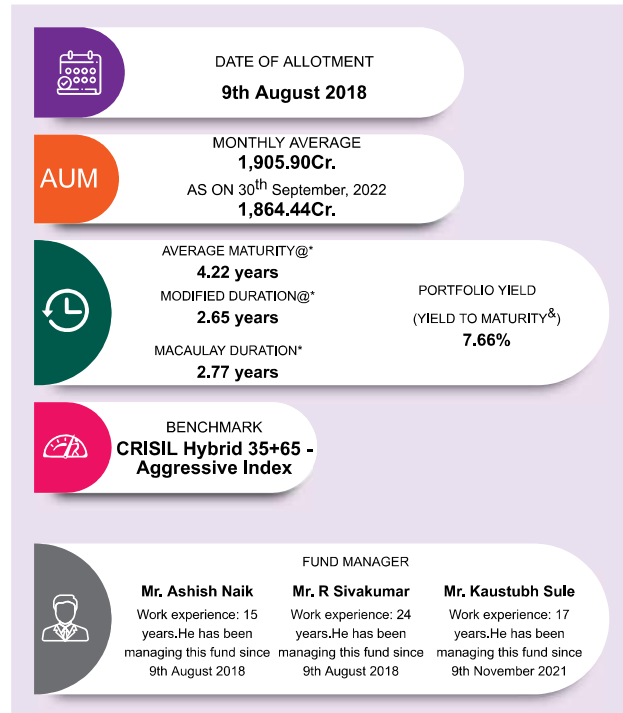 DATE OF ALLOTMENT
9th August 2018
AUM
MONTHLY AVERAGE
1,905.90Cr.
AS ON 30th September, 2022
1,864.44Cr.
AVERAGE MATURITY@*
4.22 years
MODIFIED DURATION@*
2.65 years
MACAULAY DURATION*
2.77 years
PORTFOLIO YIELD
(YIELD TO MATURITY&)
7.66%
BENCHMARK
CRISIL Hybrid 35+65 -
Aggressive Index
FUND MANAGER
Mr. Ashish Naik
Work experience: 15
years.He has been
managing this fund since
9th August 2018
Mr. R Sivakumar
Work experience: 24
years.He has been
managing this fund since
9th August 2018
Mr. Kaustubh Sule
Work experience: 17
years.He has been
managing this fund since
9th November 2021